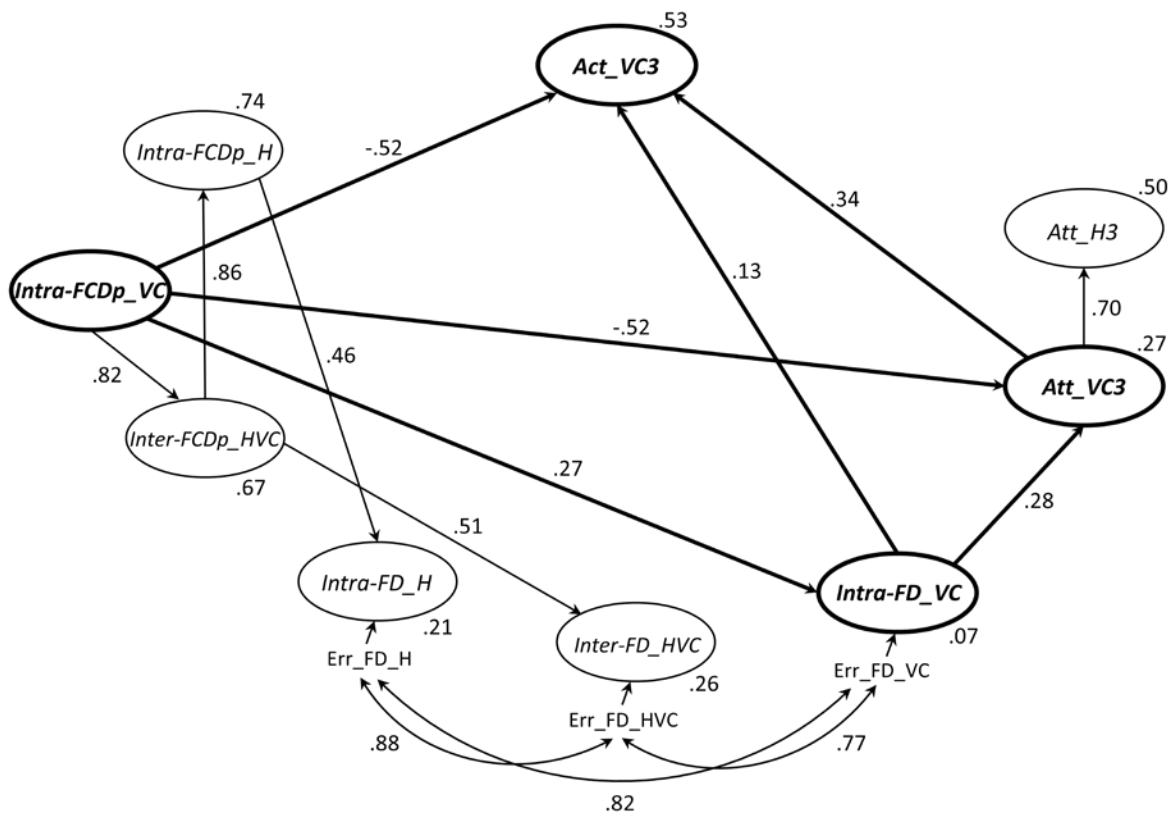 .53
Act_VC3
.74
Intra-FCDp_H
-.52
.50
.34
Att_H3
.86
.13
Intra-FCDp_VC
.70
-.52
.27
.46
.82
Att_VC3
Inter-FCDp_HVC
.27
.67
.28
.51
Intra-FD_H
Intra-FD_VC
.21
.07
Inter-FD_HVC
Err_FD_H
Err_FD_VC
.26
Err_FD_HVC
.88
.77
.82